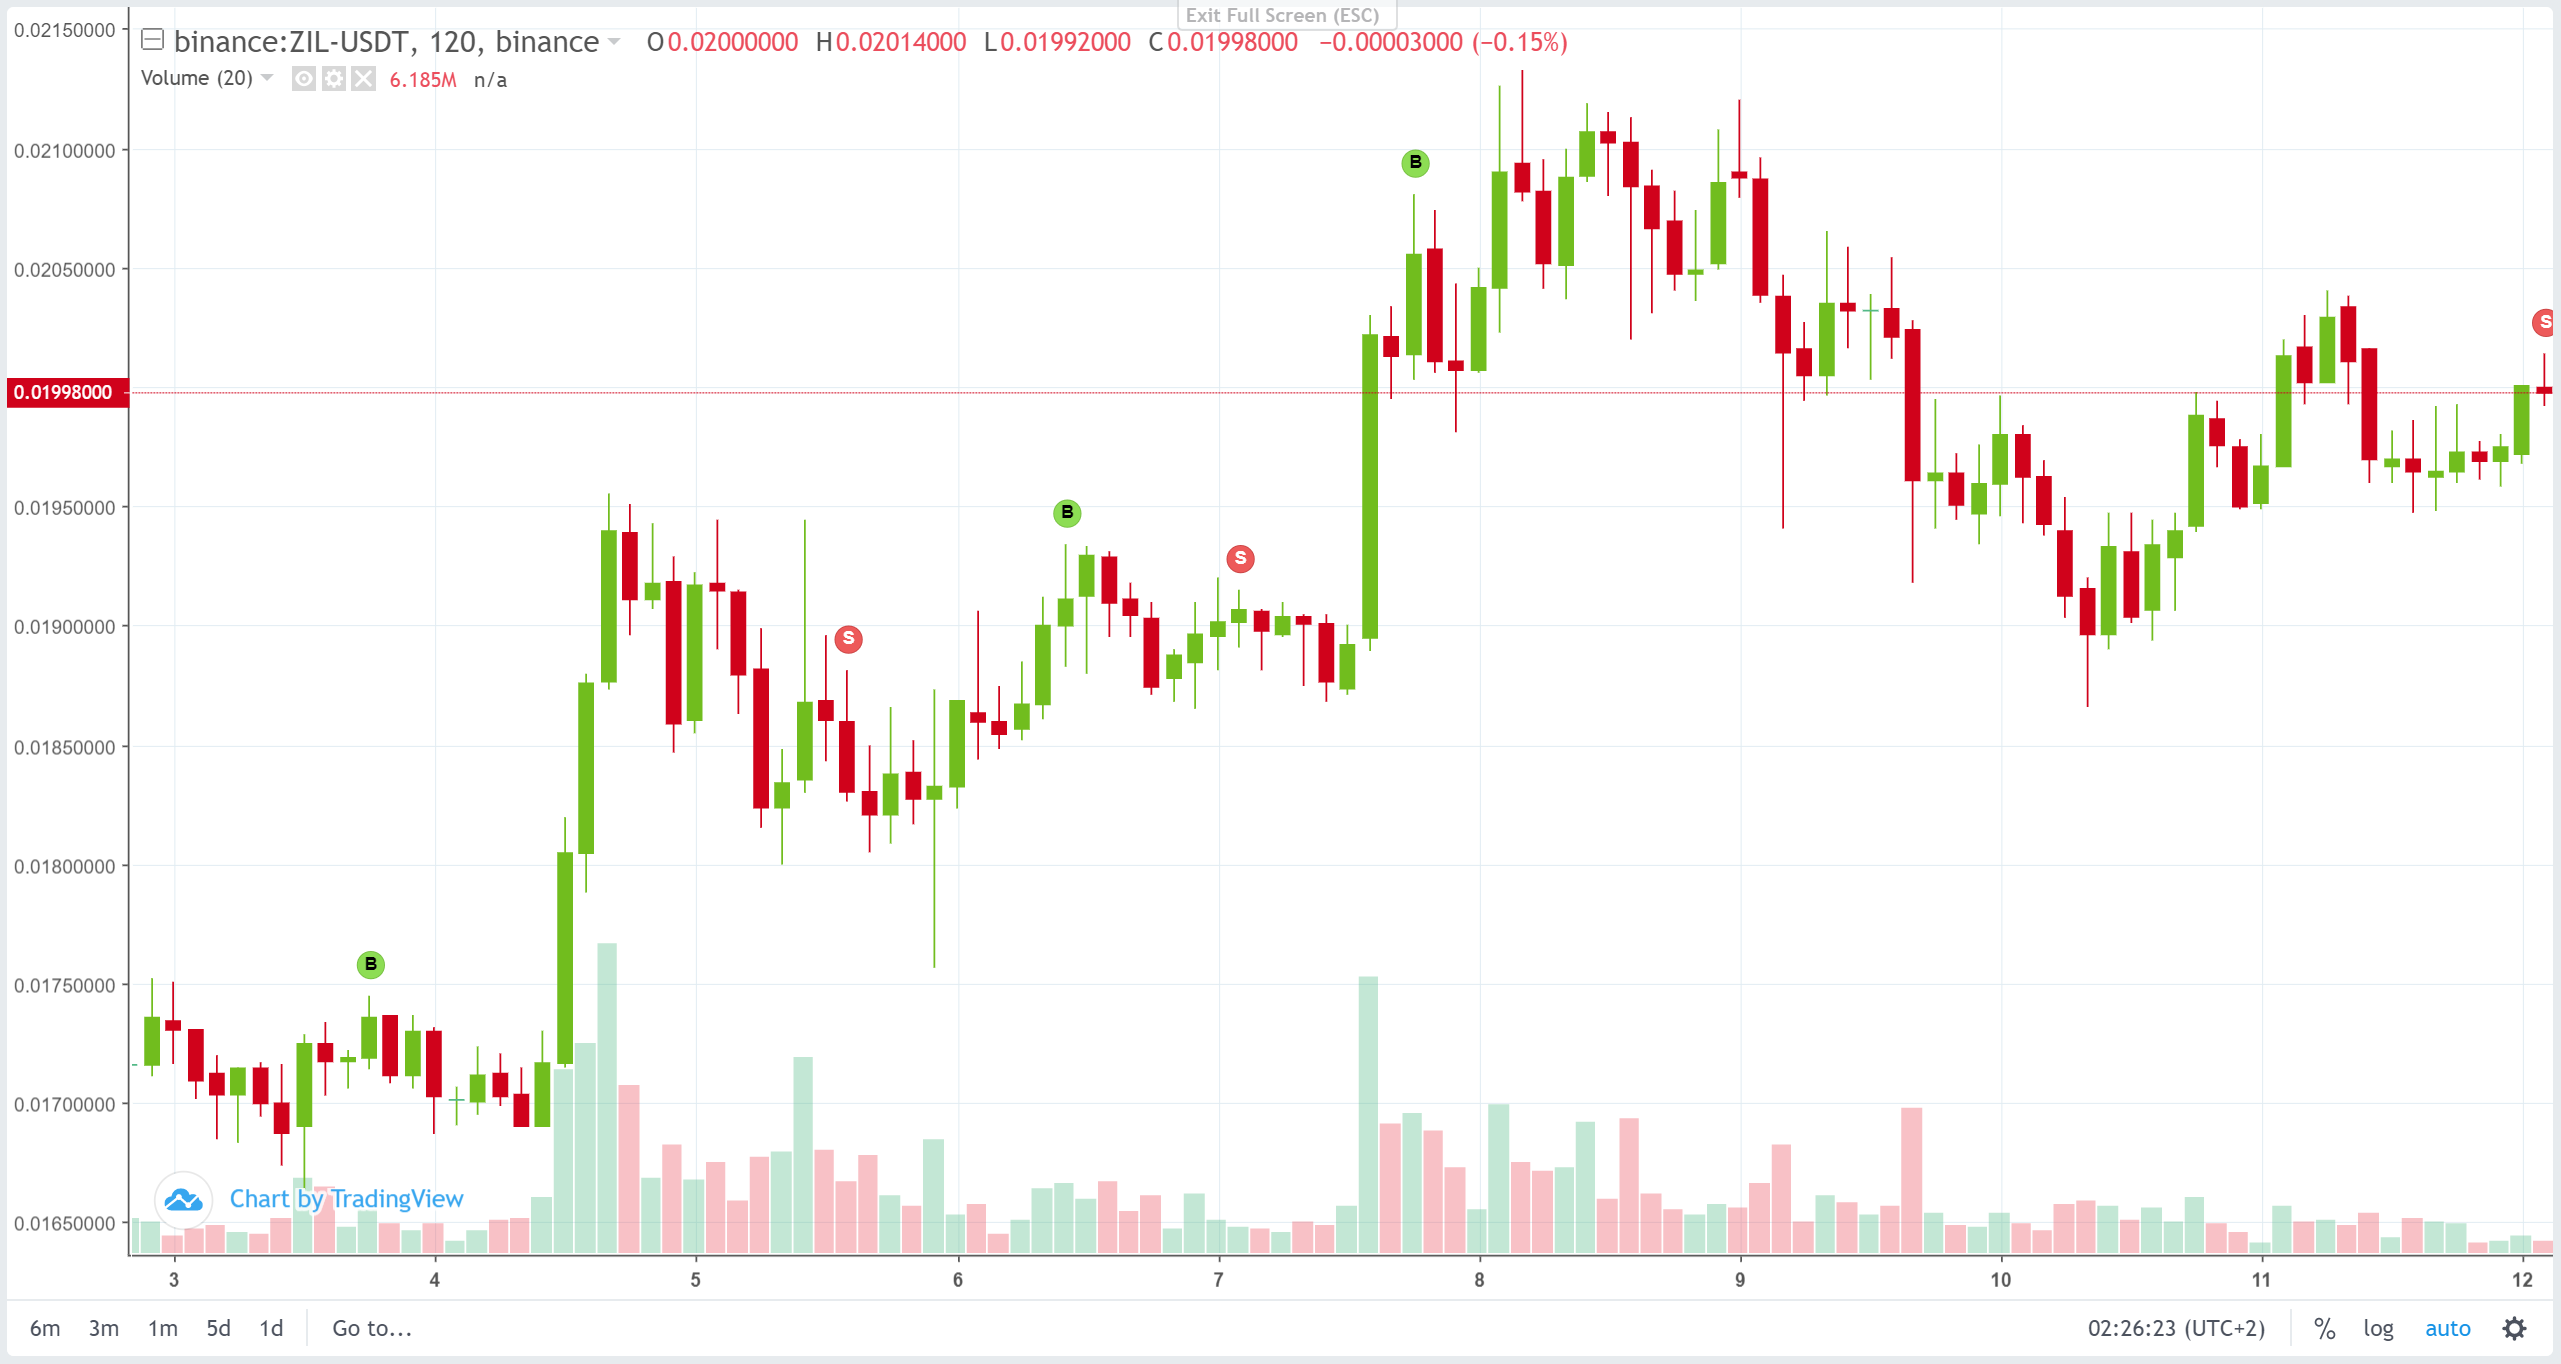 Exit Full Screen (ESC)
binance:ZIL-USDT, 120, binance O0.02000000 H0.02014000 L0.01992000 C0.01998000 −0.00003000 (−0.15%)
Volume (20) 6.185M n/a
0.02150000
0.02100000
B
0.02050000
S
0.01998000
0.01950000
B
S
0.01900000
S
0.01850000
0.01800000
B
0.01750000
0.01700000
Chart by TradingView
0.01650000
3 4 5 6 7 8 9 10 11 12
6m 3m 1m 5d 1d Go to... 02:26:23 (UTC+2) % log auto